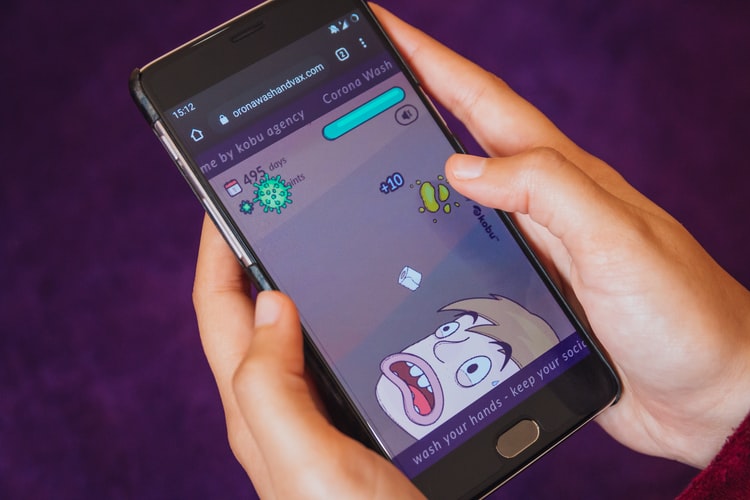 15:12
2
oronawashandvax.com
me by kobu agency
Corona Wash
495 days
ints
+10
kobu™
wash your hands - keep your soci